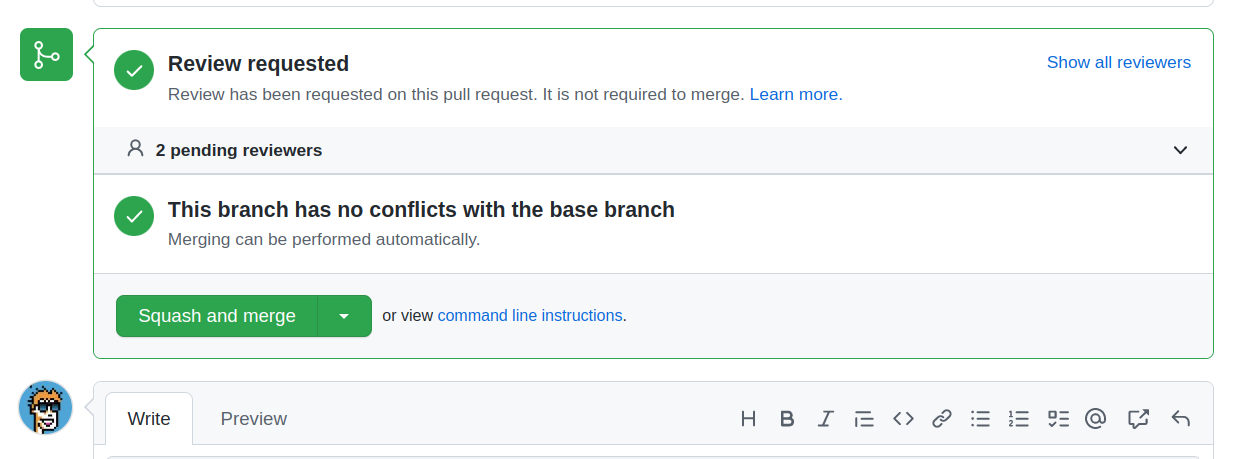 Review requested
Show all reviewers
Review has been requested on this pull request. It is not required to merge. Learn more.
2 pending reviewers
This branch has no conflicts with the base branch
Merging can be performed automatically.
Squash and merge or view command line instructions.
Write Preview